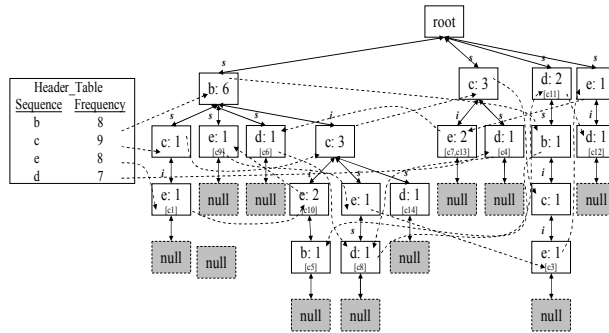 root
s s s s
b: 6 c: 3 d: 2 [c11] e: 1
Header_Table
Sequence Frequency
b 8
c 9
e 8
d 7
s s s i i s s s
c: 1 e: 1 [c9] d: 1 [c6] c: 3 e: 2 [c7,c13] d: 1 [c4] b: 1 d: 1 [c12]
i i s s
e: 1 [c1] null null e: 2 [c10] e: 1 d: 1 [c14] null null c: 1 null
s i
null null b: 1 [c5] d: 1 [c8] null e: 1 [c3]
null null null